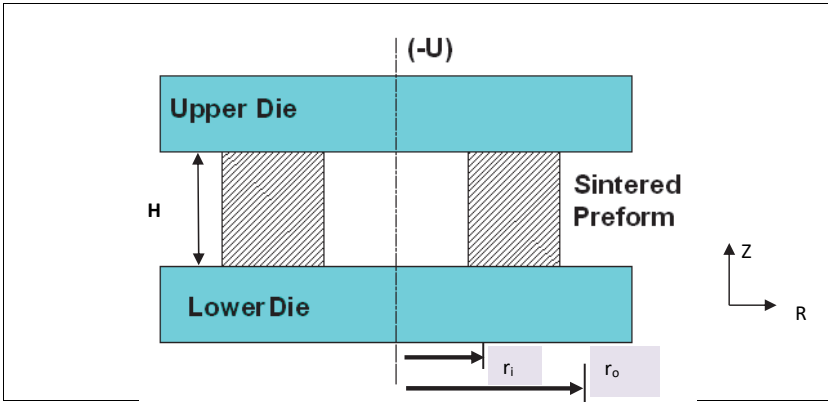 (-U)
Upper Die
H
Sintered
Preform
Z
Lower Die
R
ri
ro